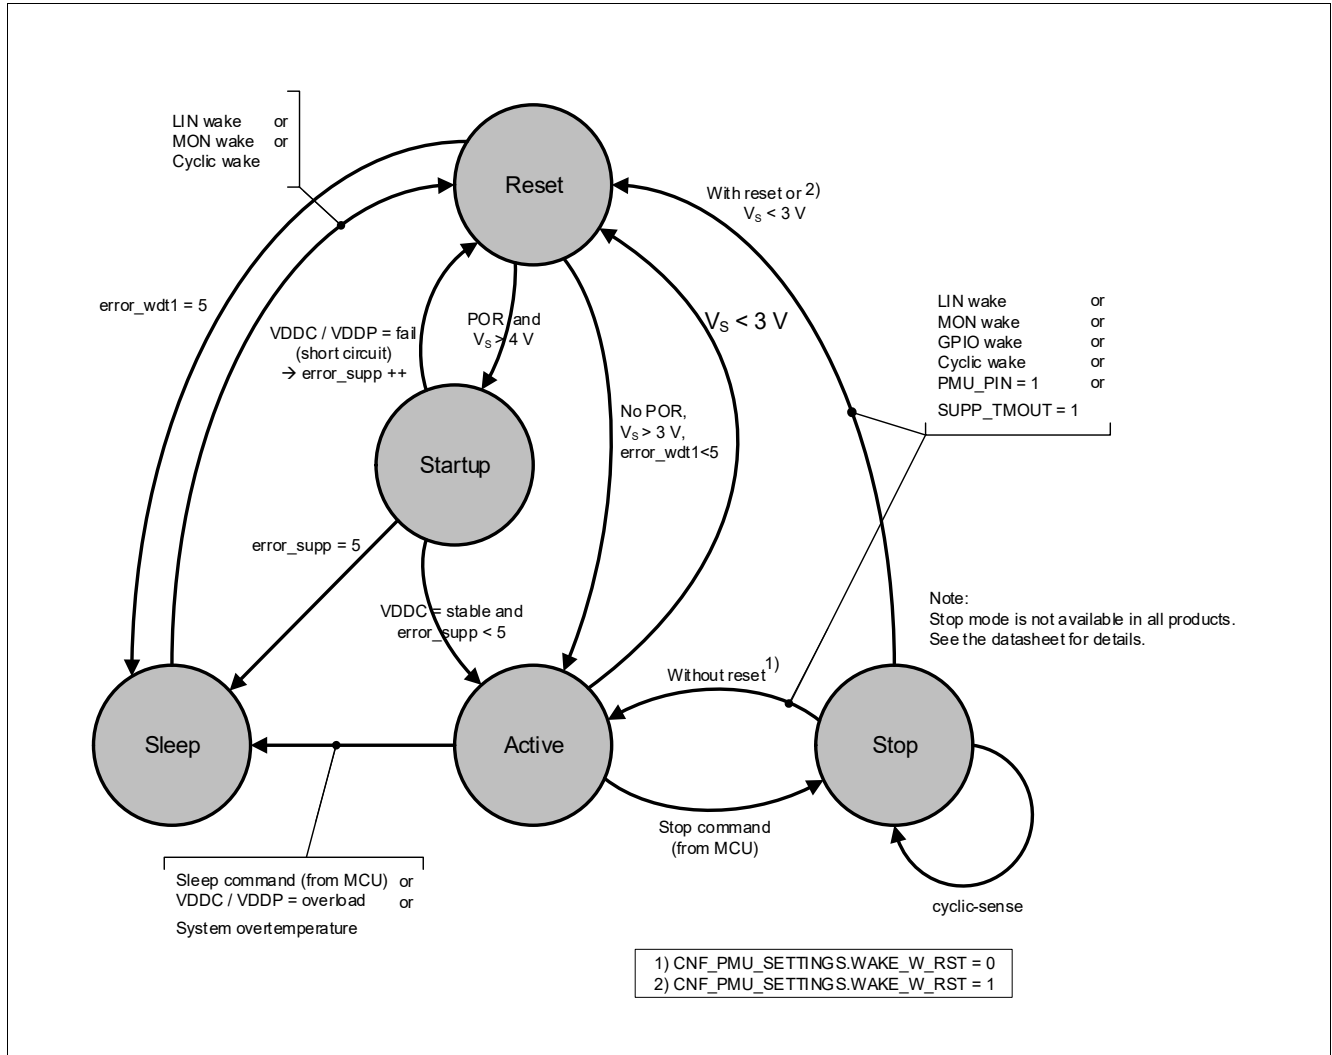 LIN wake or
MON wake or
Cyclic wake
Reset
With reset or 2)
VS < 3 V
error_wdt1 = 5
VDDC / VDDP = fail
(short circuit)
→ error_supp ++
POR and
VS > 4 V
VS < 3 V
LIN wake or
MON wake or
GPIO wake or
Cyclic wake or
PMU_PIN = 1 or
SUPP_TMOUT = 1
No POR,
VS > 3 V,
error_wdt1<5
Startup
error_supp = 5
VDDC = stable and
error_supp < 5
Note:
Stop mode is not available in all products.
See the datasheet for details.
Without reset1)
Sleep
Active
Stop
Stop command
(from MCU)
Sleep command (from MCU) or
VDDC / VDDP = overload or
System overtemperature
cyclic-sense
1) CNF_PMU_SETTINGS.WAKE_W_RST = 0
2) CNF_PMU_SETTINGS.WAKE_W_RST = 1